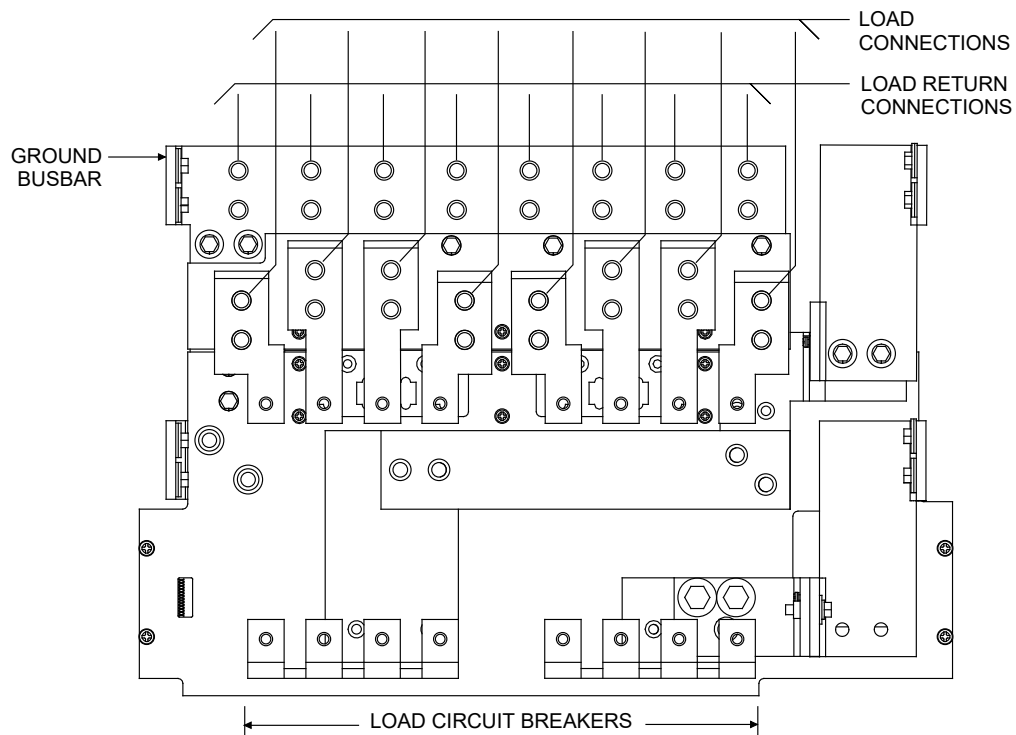 LOAD
CONNECTIONS
LOAD RETURN
CONNECTIONS
GROUND
BUSBAR
LOAD CIRCUIT BREAKERS